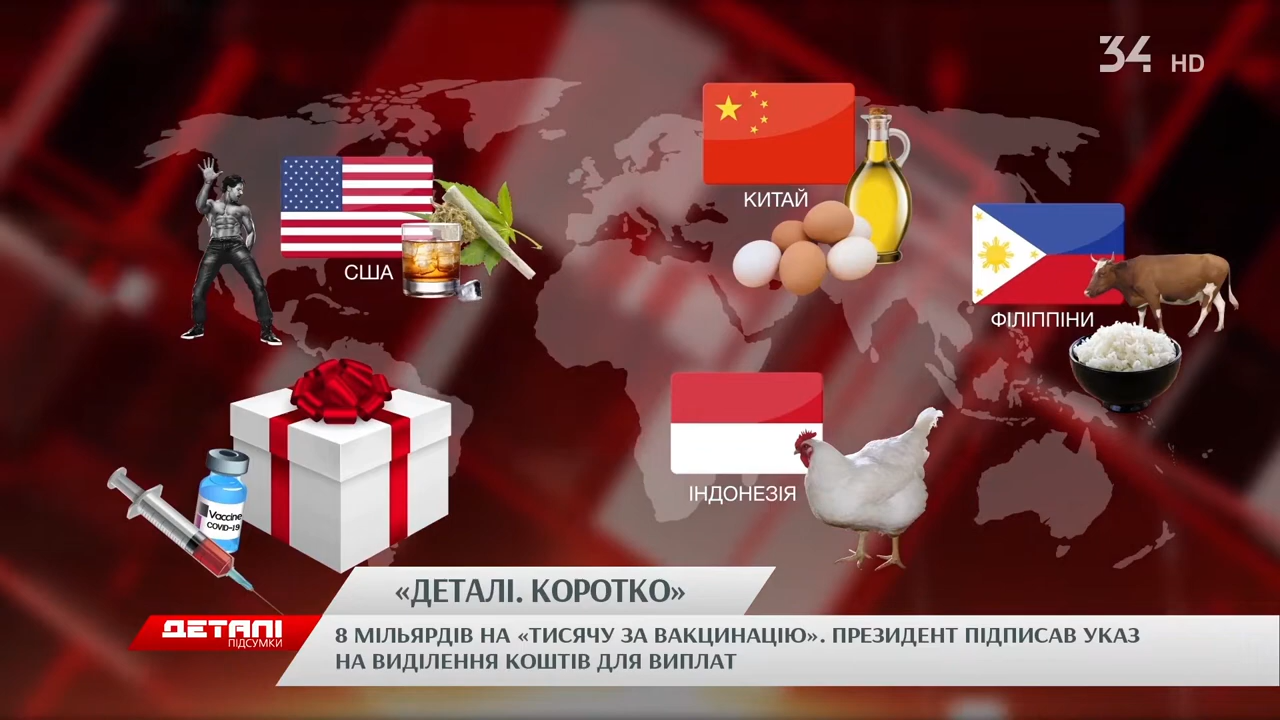 34 HD
КИТАЙ
США
ФІЛІППІНИ
ІНДОНЕЗІЯ
Vaccine
COVID-19
«ДЕТАЛІ. КОРОТКО»
ДЕТАЛІ
ПІДСУМКИ
8 МІЛЬЯРДІВ НА «ТИСЯЧУ ЗА ВАКЦИНАЦІЮ». ПРЕЗИДЕНТ ПІДПИСАВ УКАЗ
НА ВИДІЛЕННЯ КОШТІВ ДЛЯ ВИПЛАТ